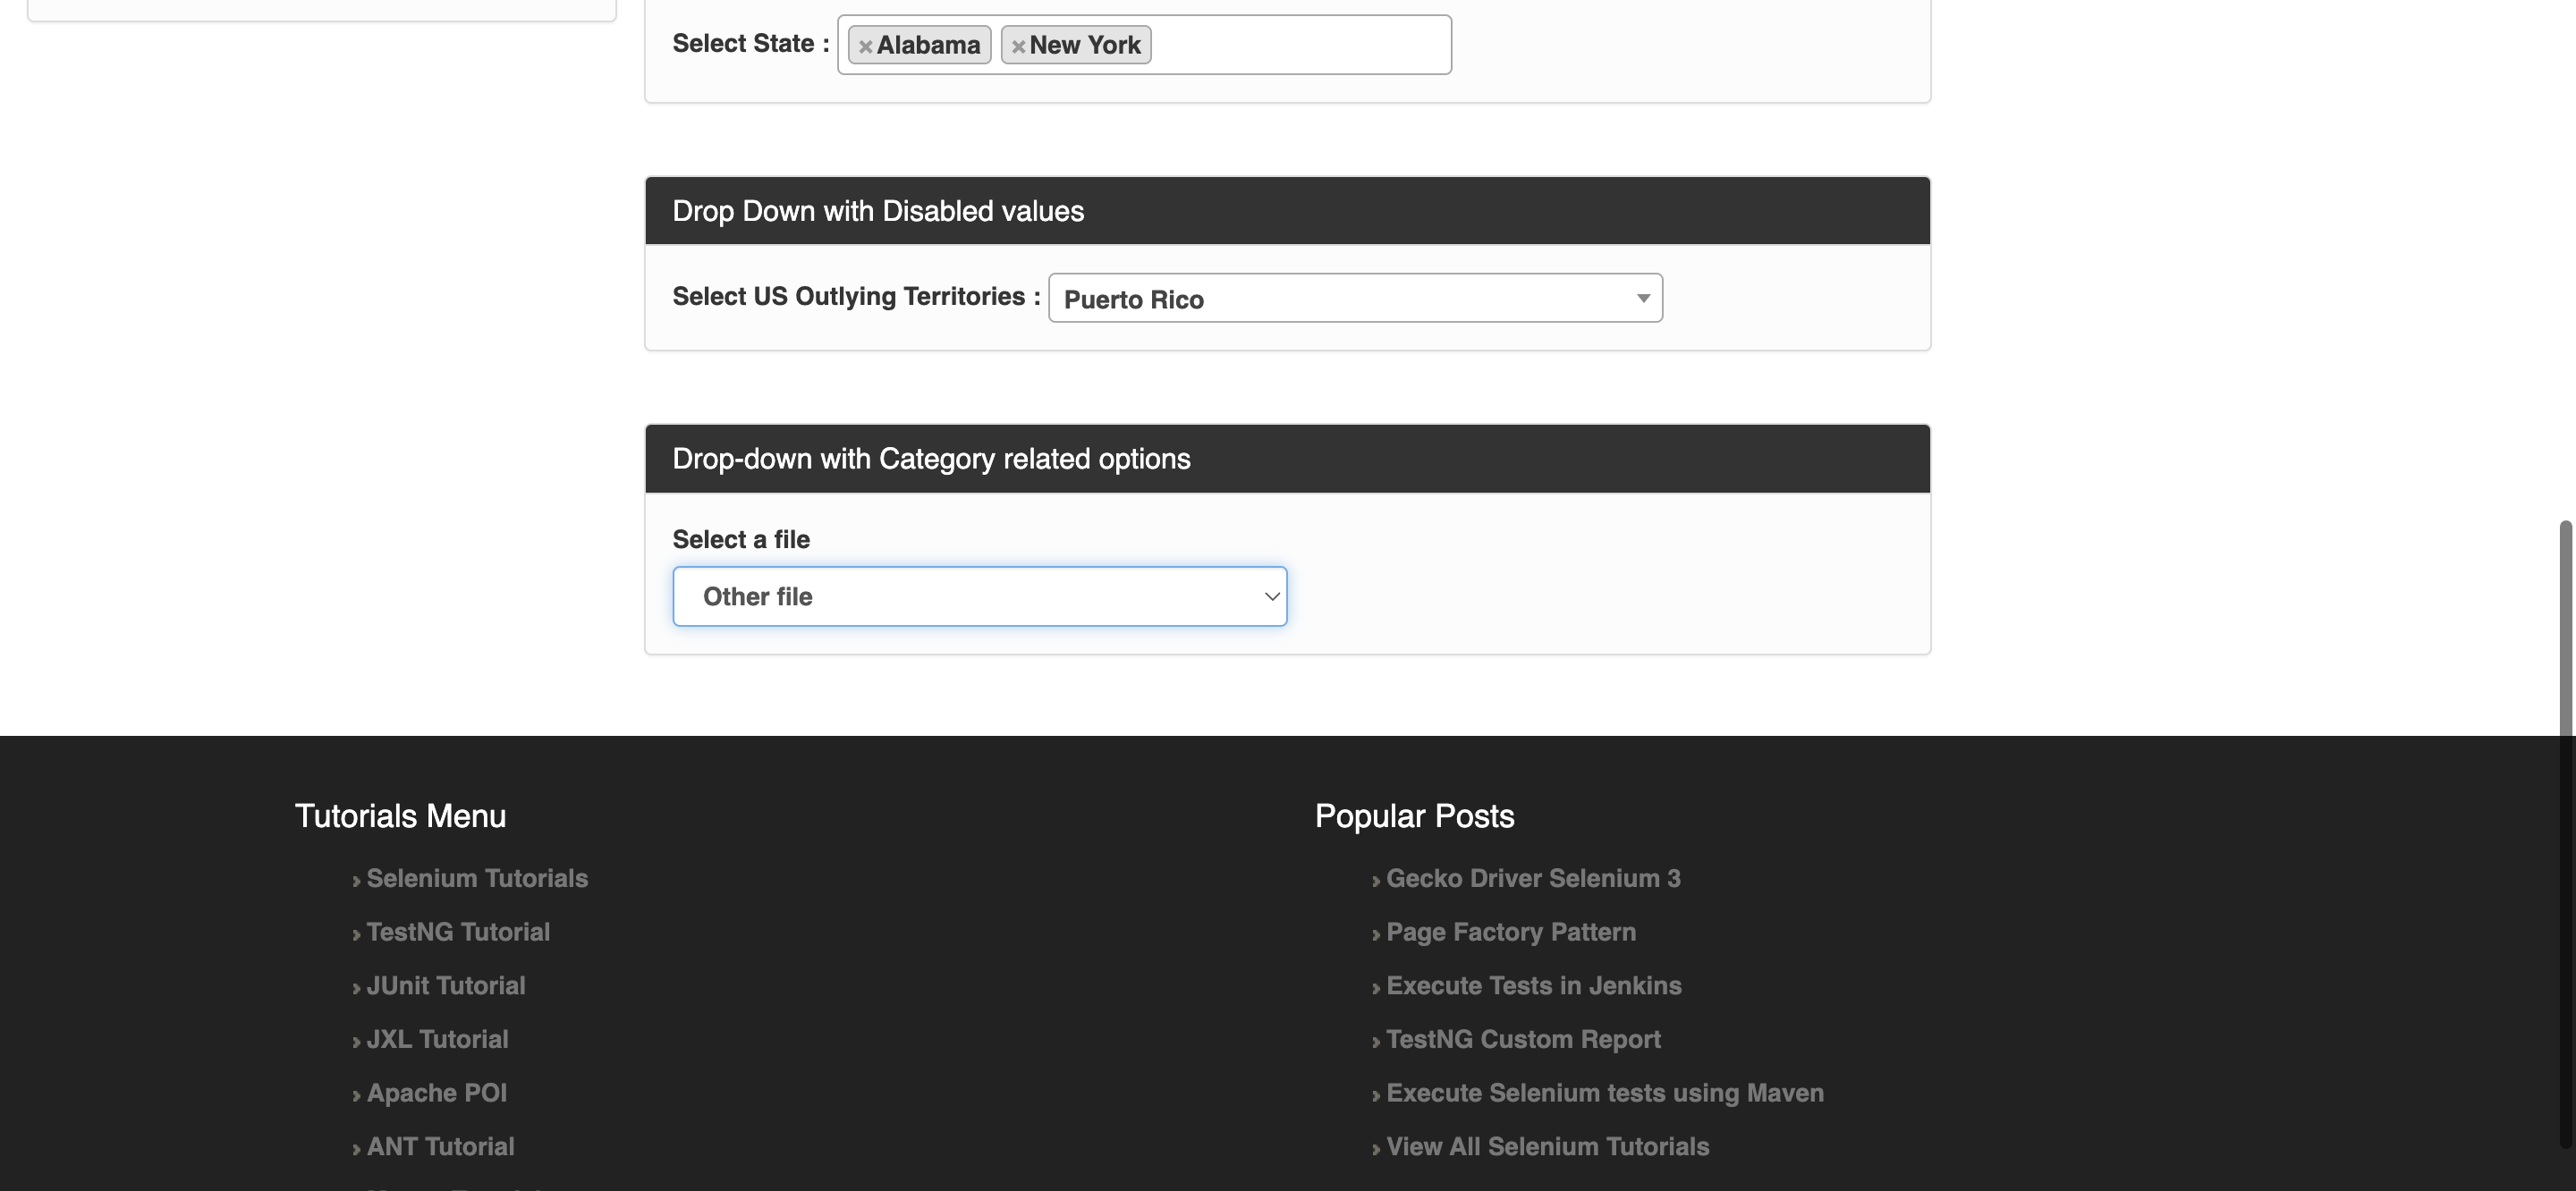 Select State : ×Alabama ×New York
Drop Down with Disabled values
Select US Outlying Territories : Puerto Rico
Drop-down with Category related options
Select a file
Other file
Tutorials Menu
Selenium Tutorials
TestNG Tutorial
JUnit Tutorial
JXL Tutorial
Apache POI
ANT Tutorial
Popular Posts
Gecko Driver Selenium 3
Page Factory Pattern
Execute Tests in Jenkins
TestNG Custom Report
Execute Selenium tests using Maven
View All Selenium Tutorials